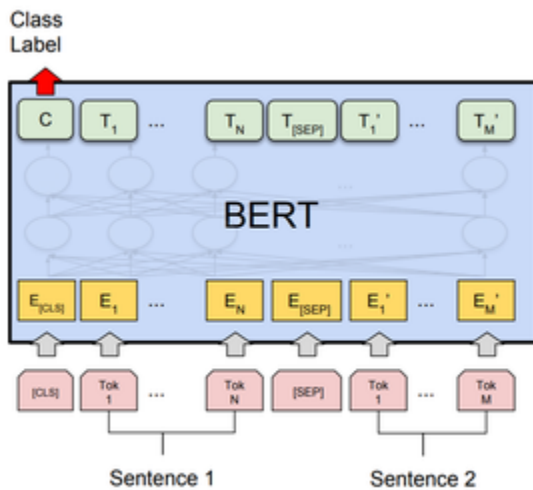 Class
Label
C T1 ... TN T[SEP] T1' ... TM'
...
BERT
...
E[CLS] E1 ... EN E[SEP] E1' ... EM'
[CLS] Tok 1 ... Tok N [SEP] Tok 1 ... Tok M
Sentence 1 Sentence 2